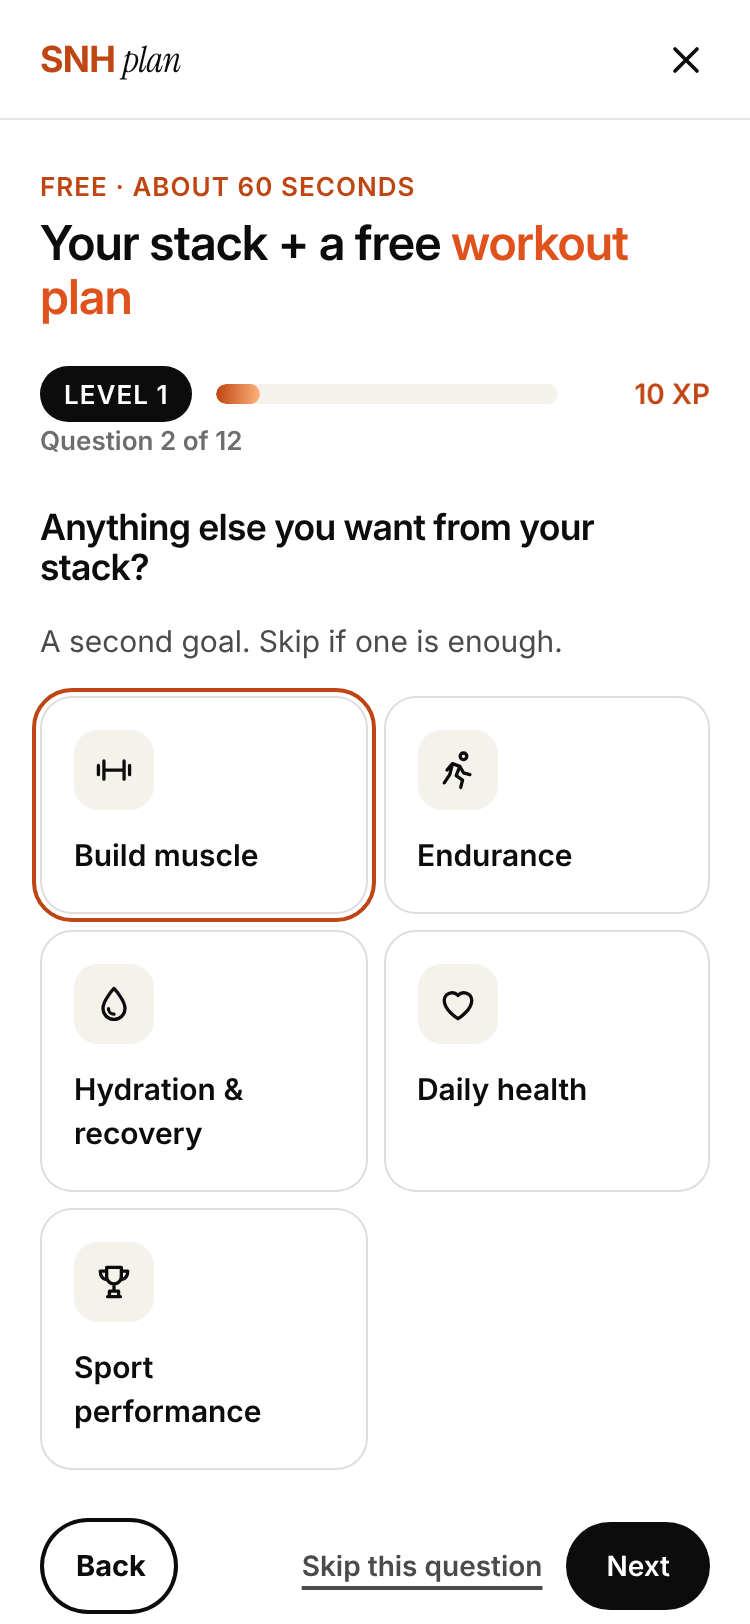 SNH plan
FREE · ABOUT 60 SECONDS
Your stack + a free workout
plan
LEVEL 1
10 XP
Question 2 of 12
Anything else you want from your
stack?
A second goal. Skip if one is enough.
Build muscle
Endurance
Hydration &
recovery
Daily health
Sport
performance
Back
Skip this question
Next